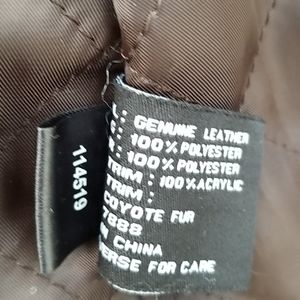 L: GENUINE LEATHER
: 100% POLYESTER
: 100% POLYESTER
TRIM: 100% ACRYLIC
TRIM:
COYOTE FUR
7888
N CHINA
ERSE FOR CARE
114519